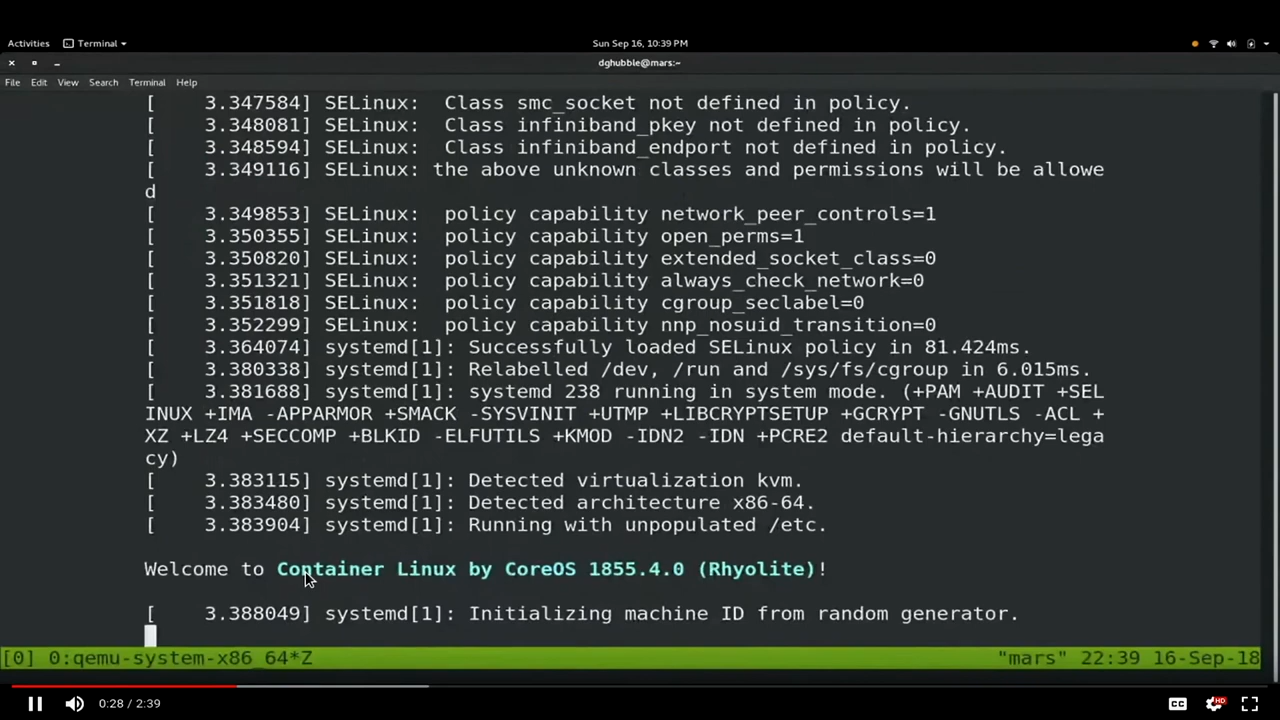 Activities Terminal Sun Sep 16, 10:39 PM
dghubble@mars:~
File Edit View Search Terminal Help
[    3.347584] SELinux:  Class smc_socket not defined in policy.
[    3.348081] SELinux:  Class infiniband_pkey not defined in policy.
[    3.348594] SELinux:  Class infiniband_endport not defined in policy.
[    3.349116] SELinux: the above unknown classes and permissions will be allowe
d
[    3.349853] SELinux:  policy capability network_peer_controls=1
[    3.350355] SELinux:  policy capability open_perms=1
[    3.350820] SELinux:  policy capability extended_socket_class=0
[    3.351321] SELinux:  policy capability always_check_network=0
[    3.351818] SELinux:  policy capability cgroup_seclabel=0
[    3.352299] SELinux:  policy capability nnp_nosuid_transition=0
[    3.364074] systemd[1]: Successfully loaded SELinux policy in 81.424ms.
[    3.380338] systemd[1]: Relabelled /dev, /run and /sys/fs/cgroup in 6.015ms.
[    3.381688] systemd[1]: systemd 238 running in system mode. (+PAM +AUDIT +SEL
INUX +IMA -APPARMOR +SMACK -SYSVINIT +UTMP +LIBCRYPTSETUP +GCRYPT -GNUTLS -ACL +
XZ +LZ4 +SECCOMP +BLKID -ELFUTILS +KMOD -IDN2 -IDN +PCRE2 default-hierarchy=lega
cy)
[    3.383115] systemd[1]: Detected virtualization kvm.
[    3.383480] systemd[1]: Detected architecture x86-64.
[    3.383904] systemd[1]: Running with unpopulated /etc.
Welcome to Container Linux by CoreOS 1855.4.0 (Rhyolite)!
[    3.388049] systemd[1]: Initializing machine ID from random generator.
[0] 0:qemu-system-x86_64*Z "mars" 22:39 16-Sep-18
0:28 / 2:39 CC HD